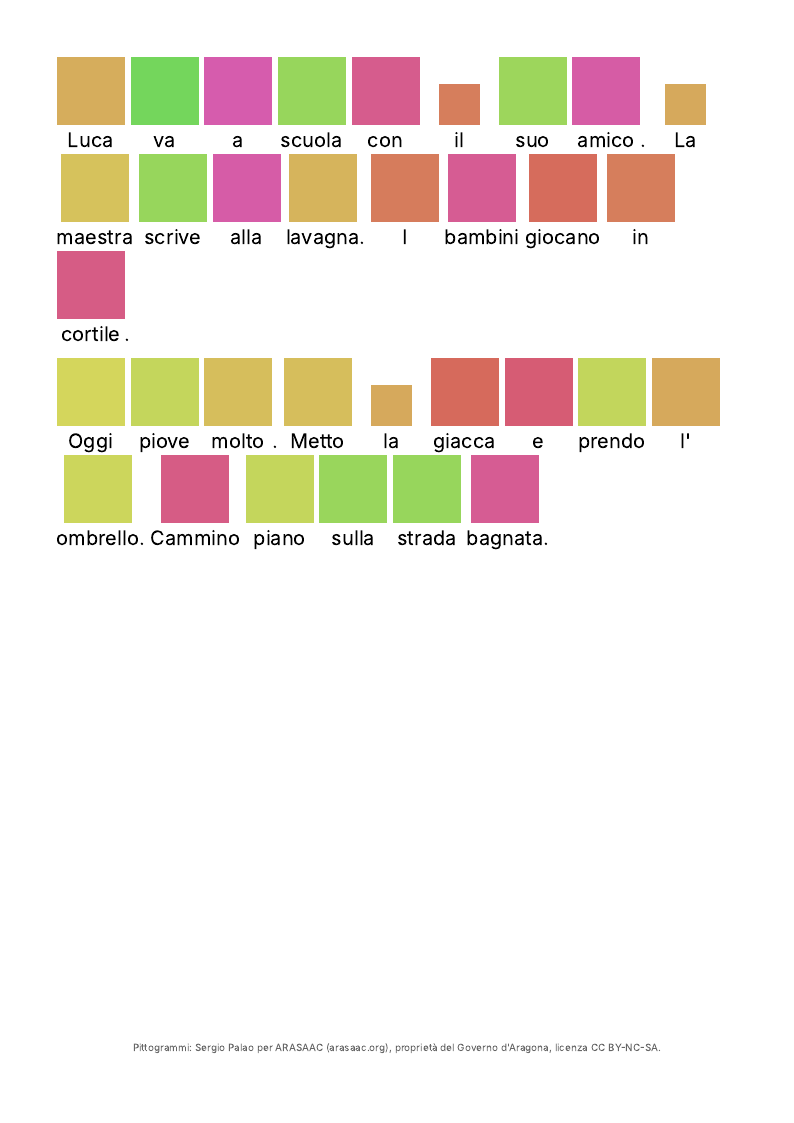 Luca va a scuola con il suo amico . La
maestra scrive alla lavagna. I bambini giocano in
cortile .
Oggi piove molto . Metto la giacca e prendo l'
ombrello. Cammino piano sulla strada bagnata.
Pittogrammi: Sergio Palao per ARASAAC (arasaac.org), proprietà del Governo d'Aragona, licenza CC BY-NC-SA.